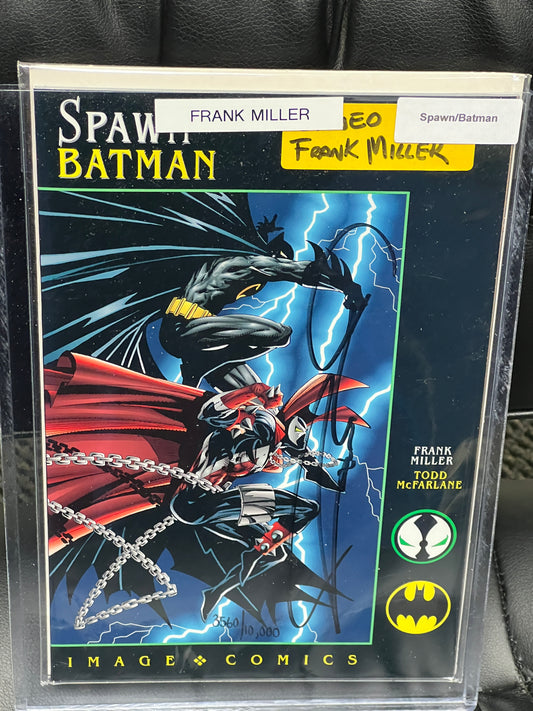 FRANK MILLER
Spawn/Batman
FRANK MILLER
SPAWN
BATMAN
FRANK
MILLER
TODD
McFARLANE
3560/10,000
IMAGE COMICS